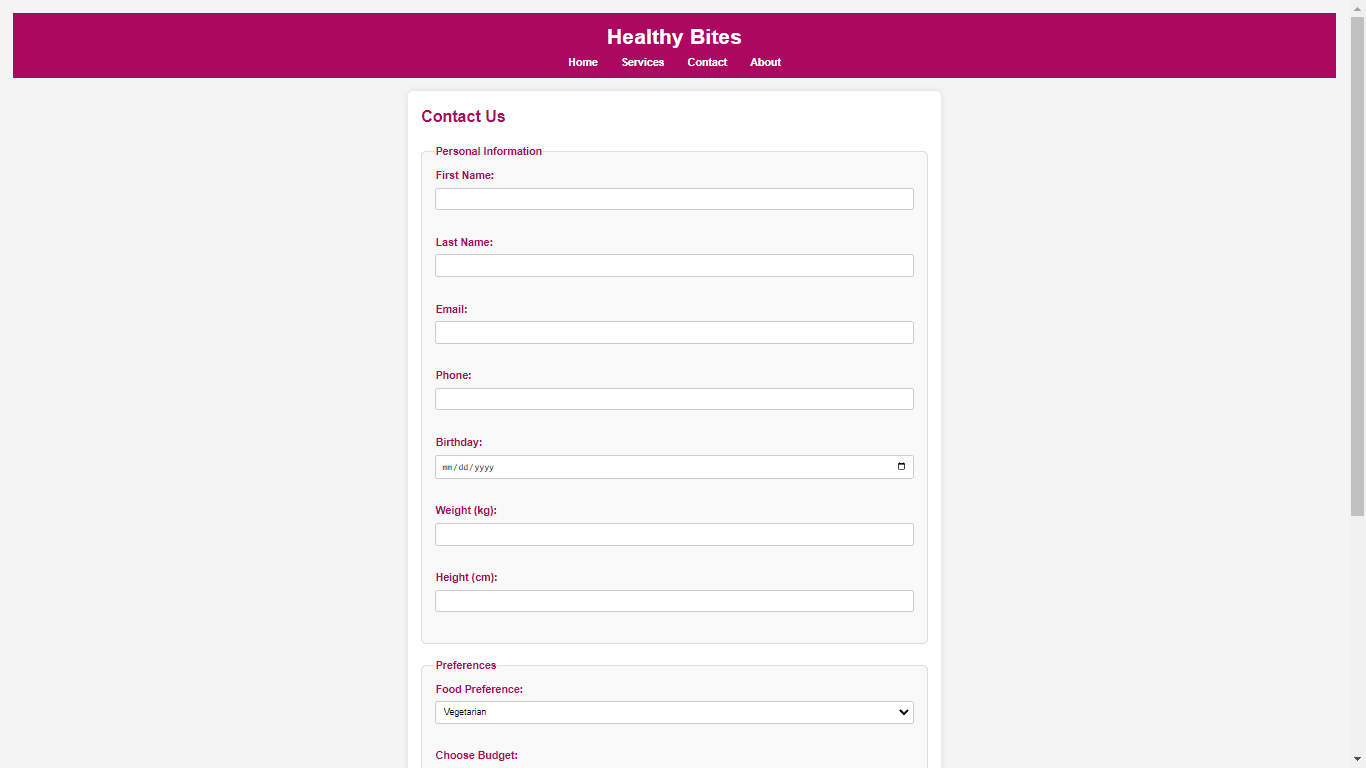 Healthy Bites
Home Services Contact About
Contact Us
Personal Information
First Name:
Last Name:
Email:
Phone:
Birthday:
mm/dd/yyyy
Weight (kg):
Height (cm):
Preferences
Food Preference:
Vegetarian
Choose Budget: